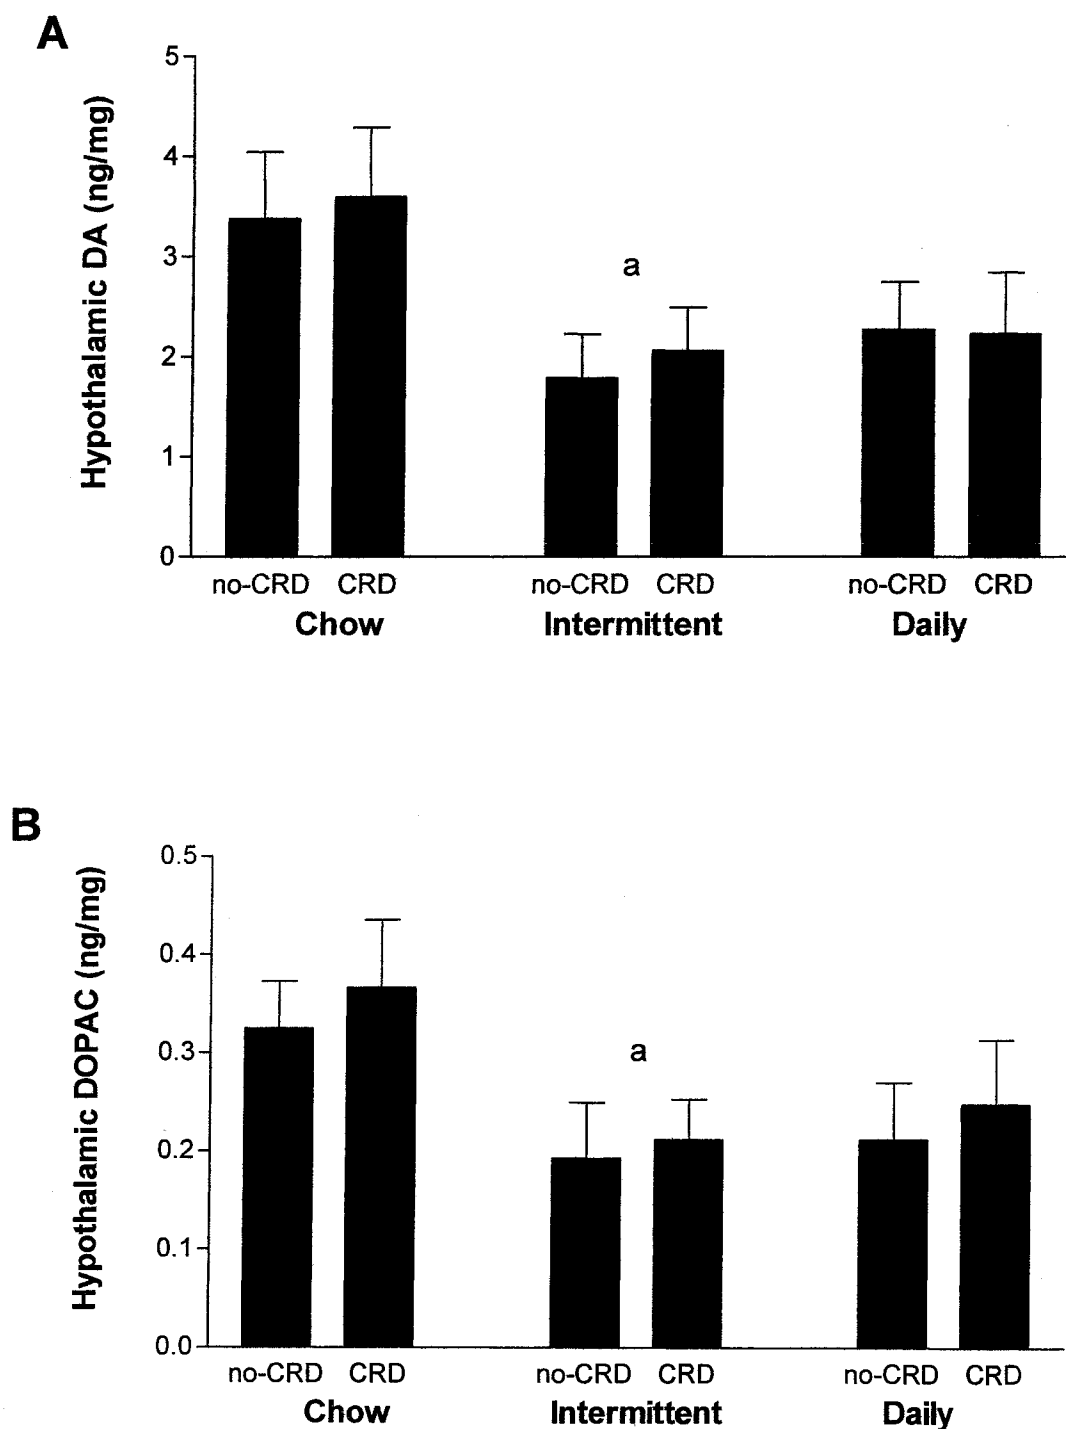 A
Hypothalamic DA (ng/mg)
5
4
3
2
1
0
a
no-CRD CRD no-CRD CRD no-CRD CRD
Chow Intermittent Daily
B
Hypothalamic DOPAC (ng/mg)
0.5
0.4
0.3
0.2
0.1
0.0
a
no-CRD CRD no-CRD CRD no-CRD CRD
Chow Intermittent Daily